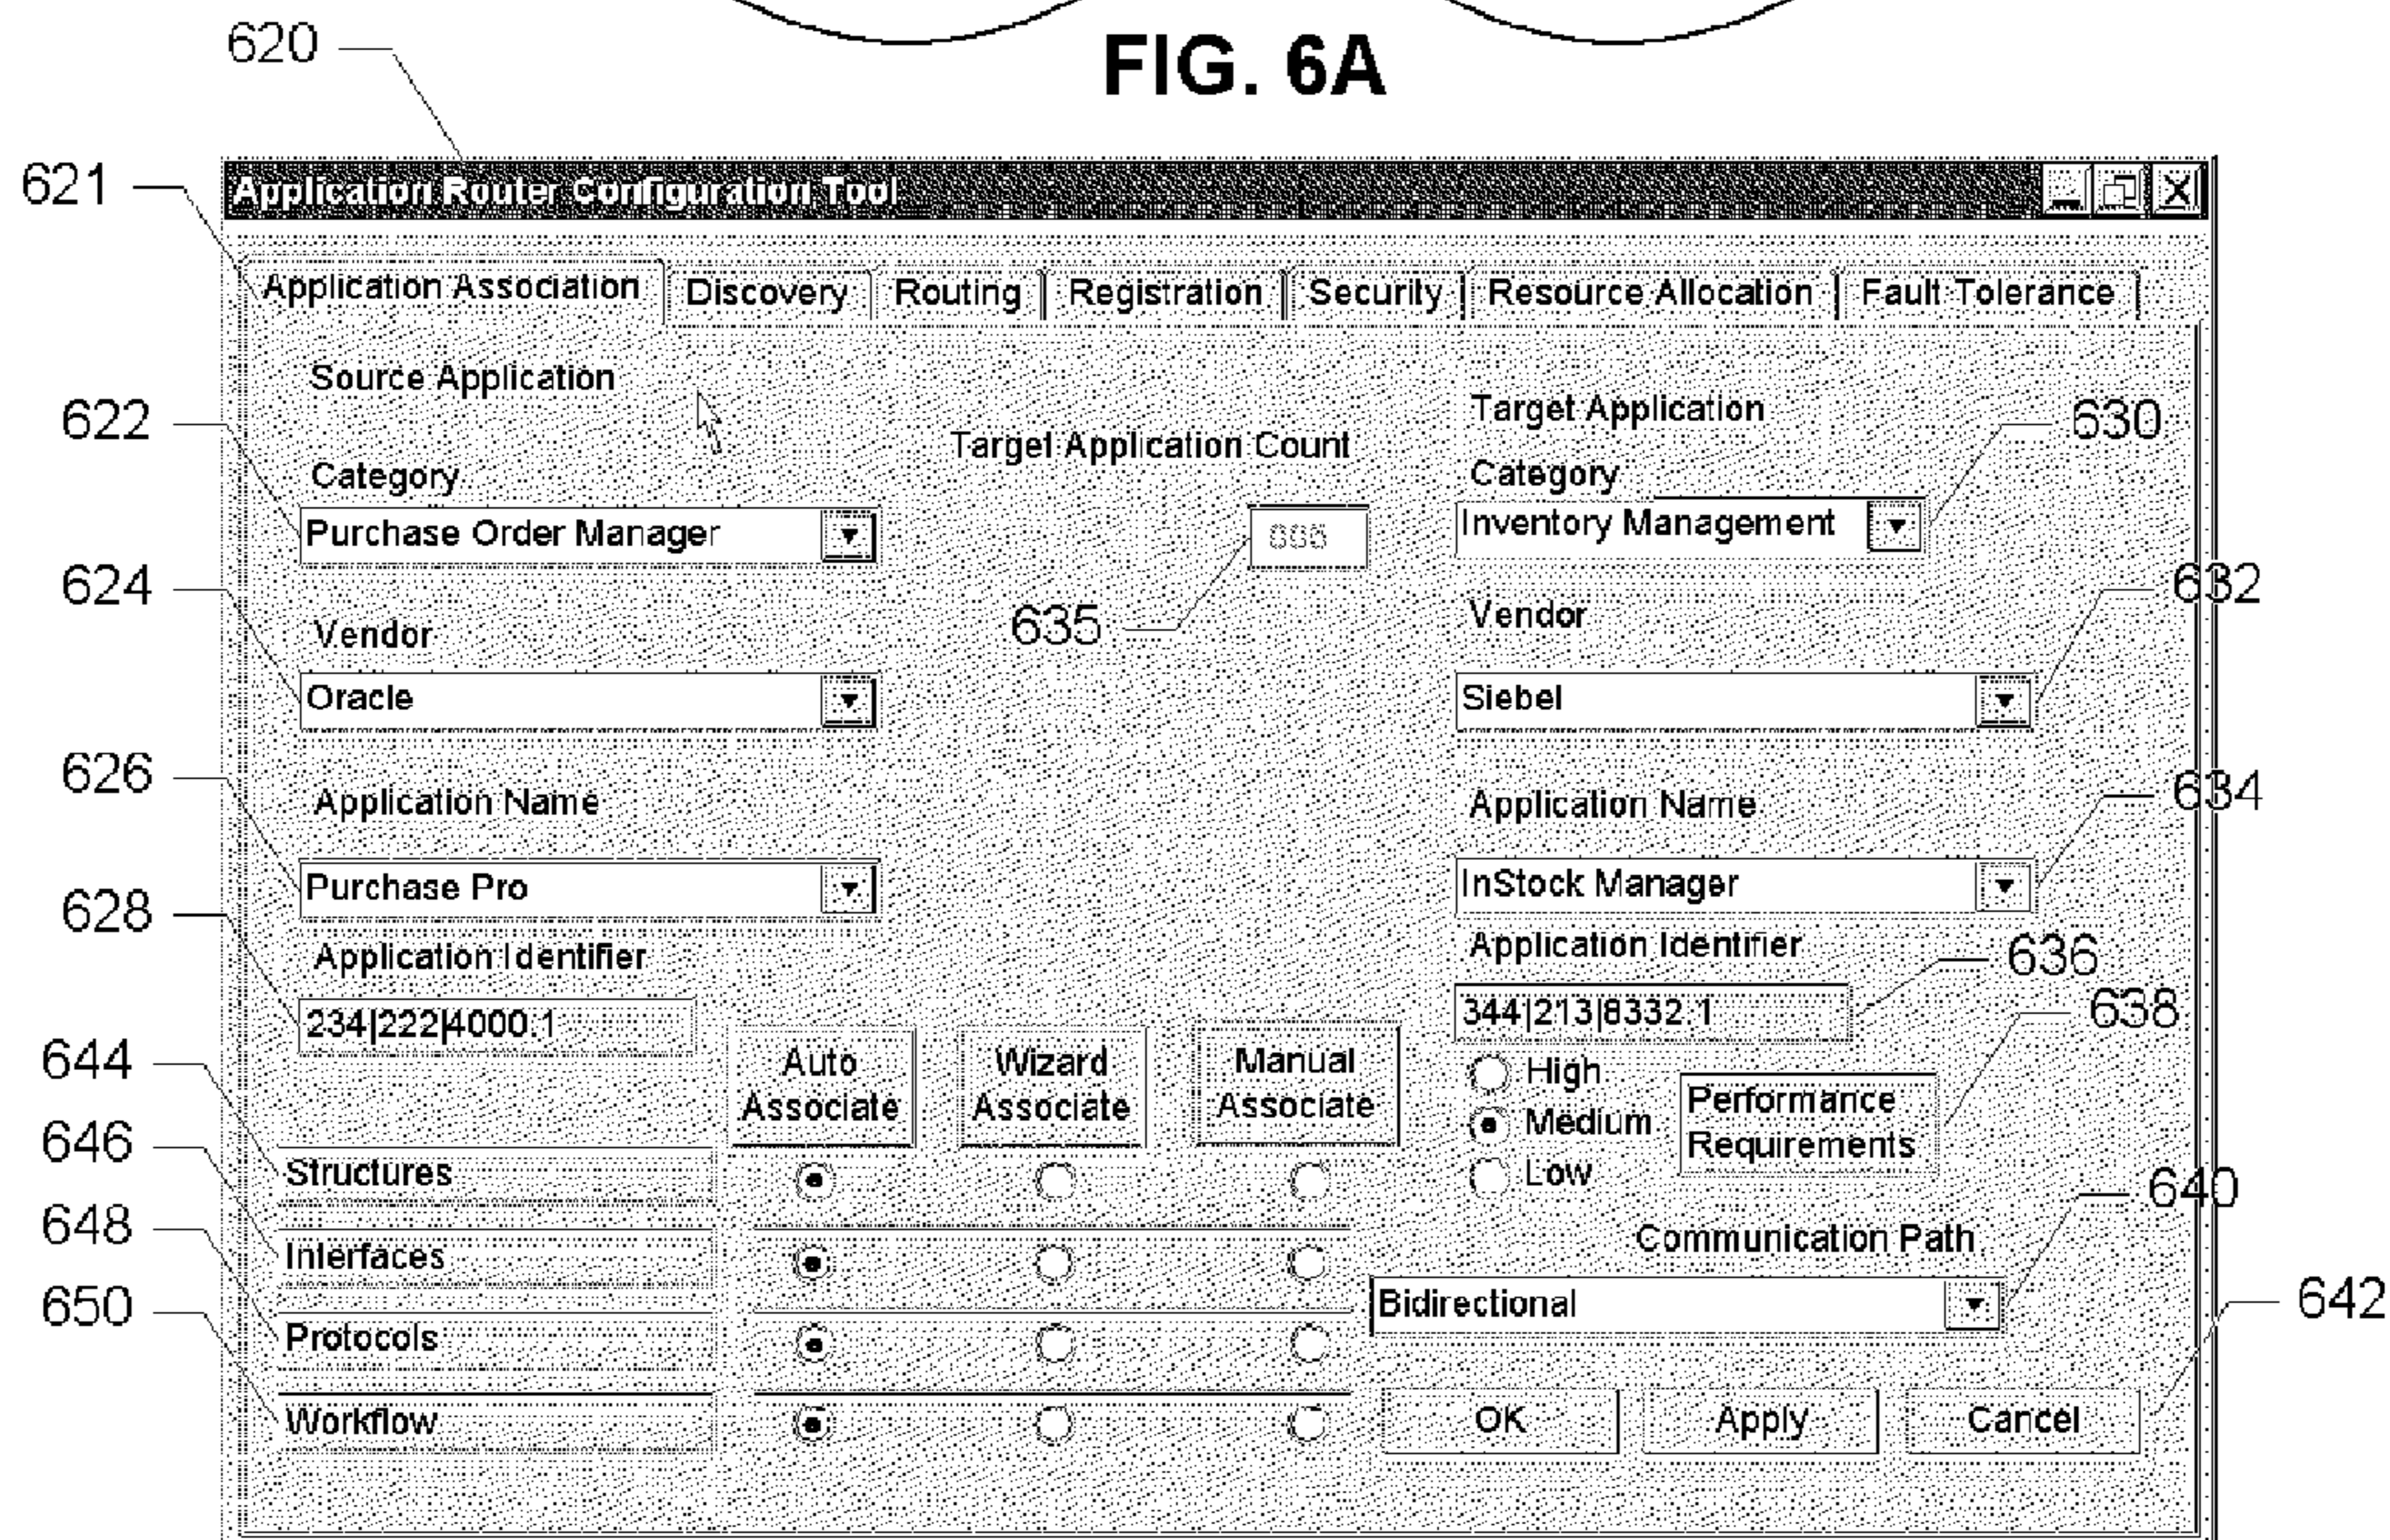 FIG. 6A
620
621
Application Router Configuration Tool
Application Association Discovery Routing Registration Security Resource Allocation Fault Tolerance
Source Application
Target Application
622
630
Target Application Count
Category
Category
Purchase Order Manager
Inventory Management
624
632
635
Vendor
Vendor
Oracle
Siebel
626
634
Application Name
Application Name
Purchase Pro
InStock Manager
628
Application Identifier
Application Identifier
636
234|222|4000.1
344|213|8332.1
638
644
Auto Associate
Wizard Associate
Manual Associate
High
Medium
Low
Performance
Requirements
646
Structures
640
648
Interfaces
Communication Path
650
Bidirectional
642
Protocols
Workflow
OK Apply Cancel